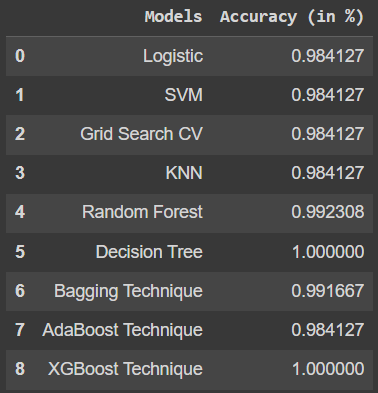 Models Accuracy (in %)
0 Logistic 0.984127
1 SVM 0.984127
2 Grid Search CV 0.984127
3 KNN 0.984127
4 Random Forest 0.992308
5 Decision Tree 1.000000
6 Bagging Technique 0.991667
7 AdaBoost Technique 0.984127
8 XGBoost Technique 1.000000